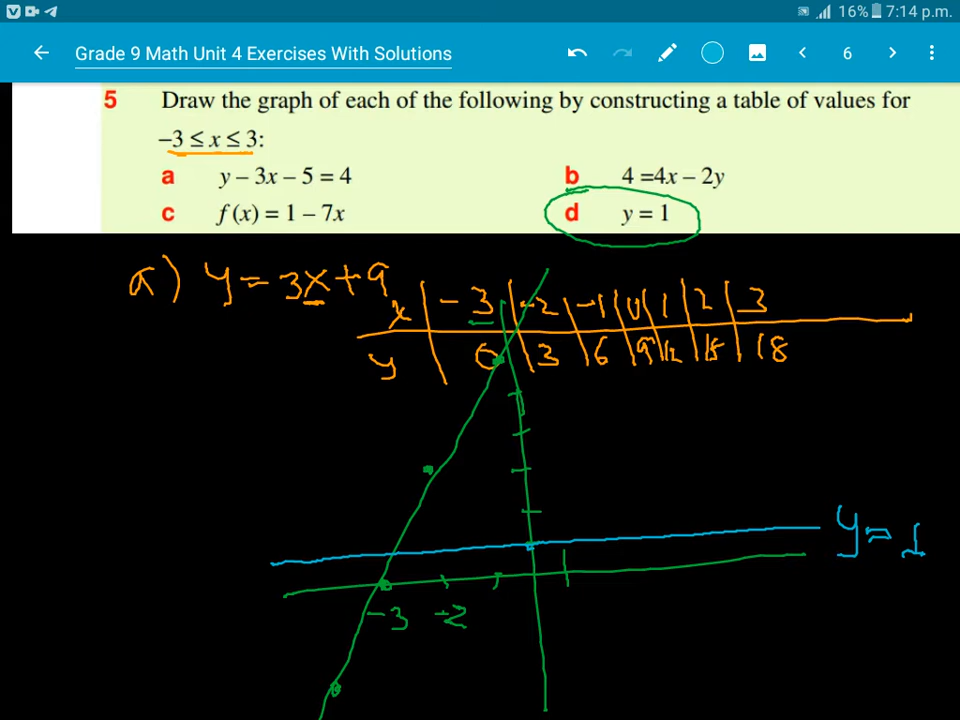 16% 7:14 p.m.
Grade 9 Math Unit 4 Exercises With Solutions 6
5 Draw the graph of each of the following by constructing a table of values for
−3 ≤ x ≤ 3:
a y − 3x − 5 = 4 b 4 =4x − 2y
c f (x) = 1 − 7x d y = 1
a) y = 3x+9
x -3 -2 -1 0 1 2 3
y 0 3 6 9 12 15 18
y = 1
-3 -2